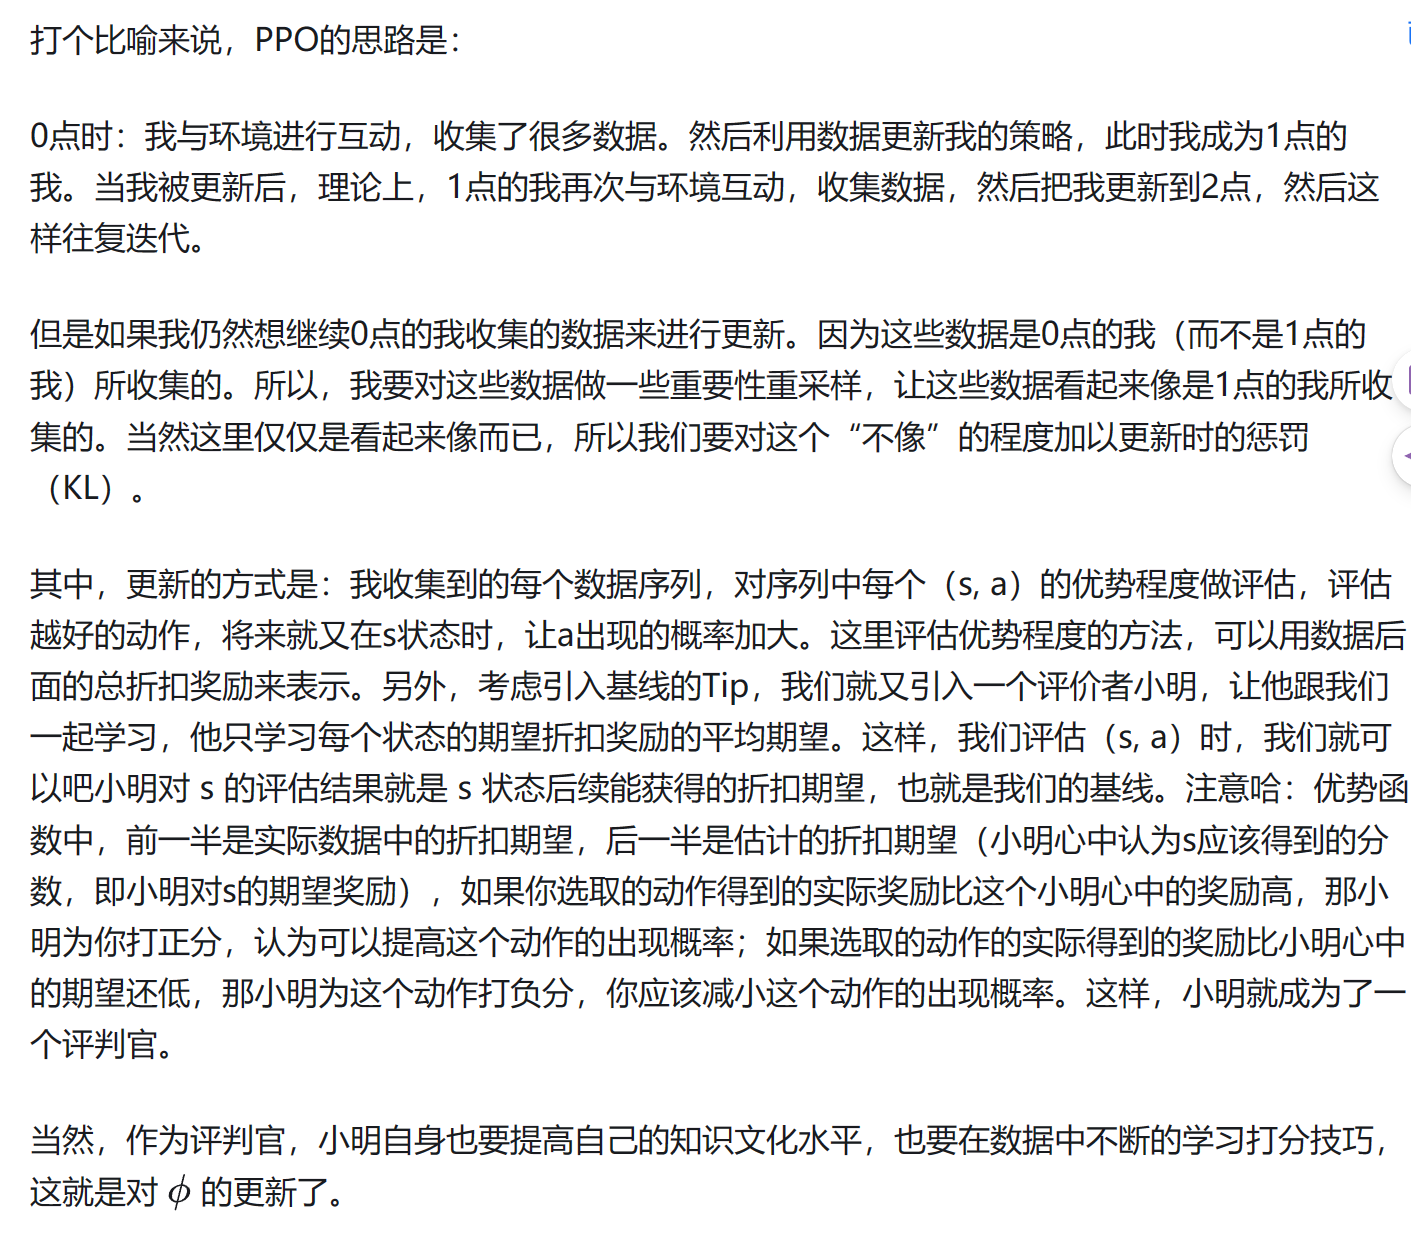 打个比喻来说，PPO的思路是：
0点时：我与环境进行互动，收集了很多数据。然后利用数据更新我的策略，此时我成为1点的
我。当我被更新后，理论上，1点的我再次与环境互动，收集数据，然后把我更新到2点，然后这
样往复迭代。
但是如果我仍然想继续0点的我收集的数据来进行更新。因为这些数据是0点的我（而不是1点的
我）所收集的。所以，我要对这些数据做一些重要性重采样，让这些数据看起来像是1点的我所收
集的。当然这里仅仅是看起来像而已，所以我们要对这个“不像”的程度加以更新时的惩罚
（KL）。
其中，更新的方式是：我收集到的每个数据序列，对序列中每个（s, a）的优势程度做评估，评估
越好的动作，将来就又在s状态时，让a出现的概率加大。这里评估优势程度的方法，可以用数据后
面的总折扣奖励来表示。另外，考虑引入基线的Tip，我们就又引入一个评价者小明，让他跟我们
一起学习，他只学习每个状态的期望折扣奖励的平均期望。这样，我们评估（s, a）时，我们就可
以吧小明对 s 的评估结果就是 s 状态后续能获得的折扣期望，也就是我们的基线。注意哈：优势函
数中，前一半是实际数据中的折扣期望，后一半是估计的折扣期望（小明心中认为s应该得到的分
数，即小明对s的期望奖励），如果你选取的动作得到的实际奖励比这个小明心中的奖励高，那小
明为你打正分，认为可以提高这个动作的出现概率；如果选取的动作的实际得到的奖励比小明心中
的期望还低，那小明为这个动作打负分，你应该减小这个动作的出现概率。这样，小明就成为了一
个评判官。
当然，作为评判官，小明自身也要提高自己的知识文化水平，也要在数据中不断的学习打分技巧，
这就是对 ϕ 的更新了。